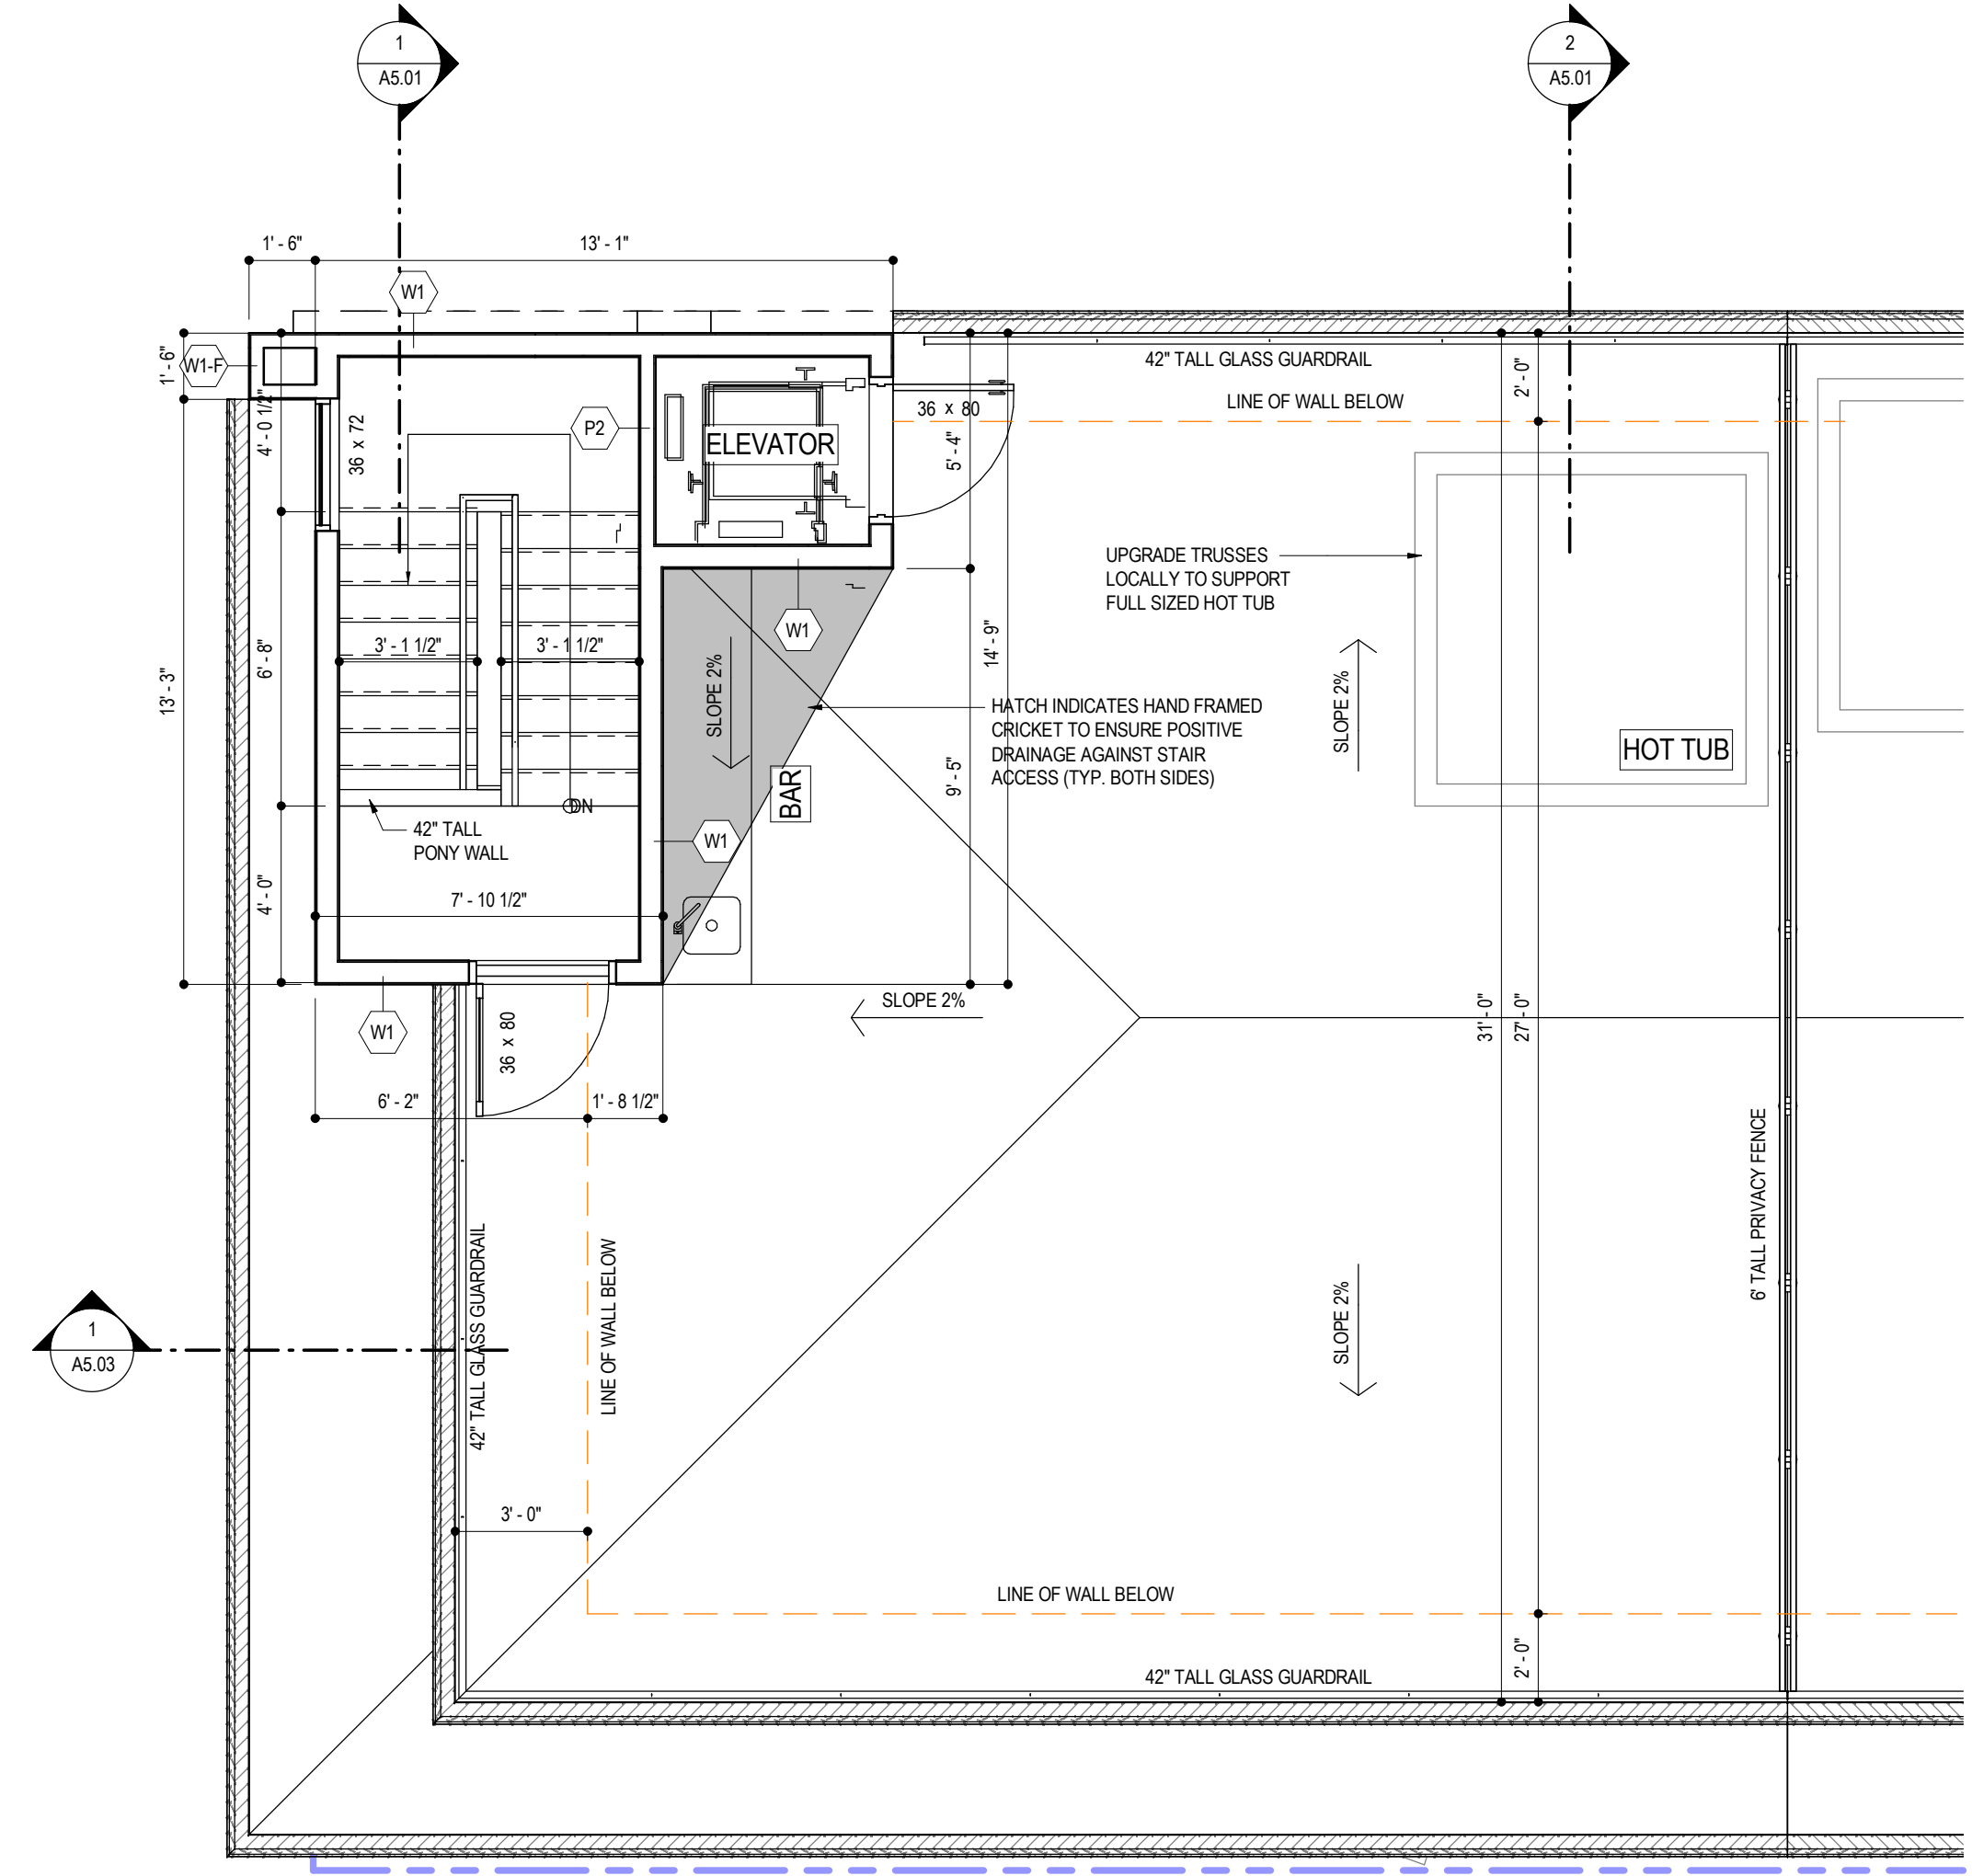 1
A5.01
2
A5.01
1' - 6"
13' - 1"
W1
W1-F
1' - 6"
4' - 0 1/2"
36 x 72
P2
ELEVATOR
36 x 80
5' - 4"
42" TALL GLASS GUARDRAIL
2' - 0"
LINE OF WALL BELOW
UPGRADE TRUSSES
LOCALLY TO SUPPORT
FULL SIZED HOT TUB
W1
3' - 1 1/2"
3' - 1 1/2"
6' - 8"
13' - 3"
SLOPE 2%
14' - 9"
HATCH INDICATES HAND FRAMED
CRICKET TO ENSURE POSITIVE
DRAINAGE AGAINST STAIR
ACCESS (TYP. BOTH SIDES)
SLOPE 2%
HOT TUB
BAR
9' - 5"
DN
42" TALL
PONY WALL
W1
4' - 0"
7' - 10 1/2"
SLOPE 2%
W1
36 x 80
31' - 0"
27' - 0"
6' - 2"
1' - 8 1/2"
6' TALL PRIVACY FENCE
42" TALL GLASS GUARDRAIL
LINE OF WALL BELOW
SLOPE 2%
1
A5.03
3' - 0"
LINE OF WALL BELOW
2' - 0"
42" TALL GLASS GUARDRAIL